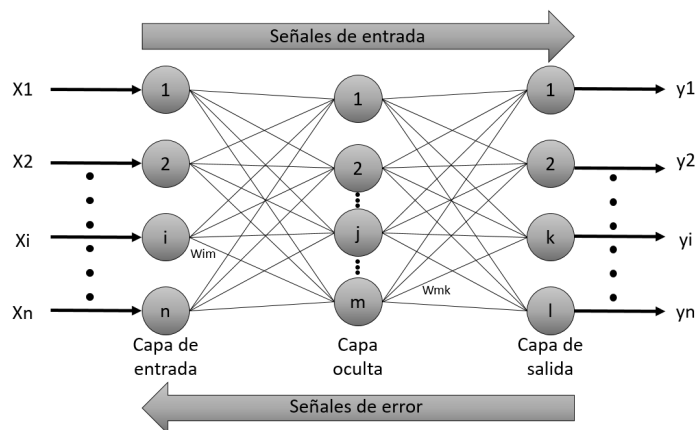 Señales de entrada
X1
1
1
1
y1
X2
2
2
2
y2
Xi
i
j
k
yi
Wim
Wmk
Xn
n
m
l
yn
Capa de
entrada
Capa
oculta
Capa de
salida
Señales de error